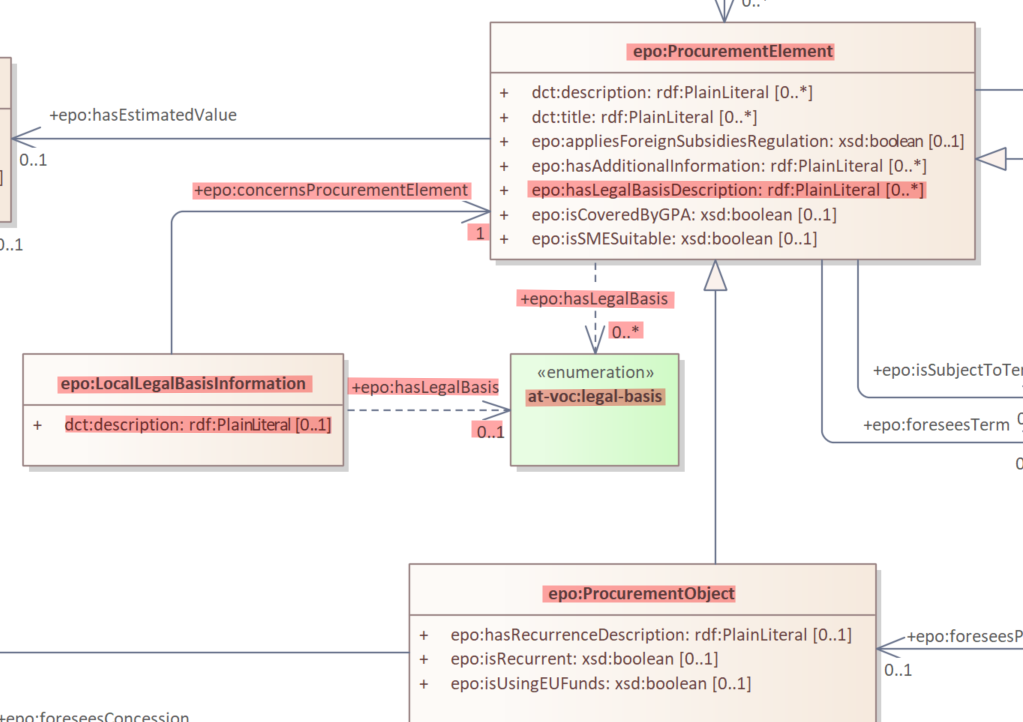 0..*
epo:ProcurementElement
+ dct:description: rdf:PlainLiteral [0..*]
+ dct:title: rdf:PlainLiteral [0..*]
+ epo:appliesForeignSubsidiesRegulation: xsd:boolean [0..1]
+ epo:hasAdditionalInformation: rdf:PlainLiteral [0..*]
+ epo:hasLegalBasisDescription: rdf:PlainLiteral [0..*]
+ epo:isCoveredByGPA: xsd:boolean [0..1]
+ epo:isSMESuitable: xsd:boolean [0..1]
+epo:hasEstimatedValue
0..1
]
0..1
+epo:concernsProcurementElement
1
+epo:hasLegalBasis
0..*
epo:LocalLegalBasisInformation
+ dct:description: rdf:PlainLiteral [0..1]
+epo:hasLegalBasis
0..1
«enumeration»
at-voc:legal-basis
+epo:isSubjectToTer
+epo:foreseesTerm
epo:ProcurementObject
+ epo:hasRecurrenceDescription: rdf:PlainLiteral [0..1]
+ epo:isRecurrent: xsd:boolean [0..1]
+ epo:isUsingEUFunds: xsd:boolean [0..1]
+epo:foreseesP
0..1
+epo:foreseesConcession